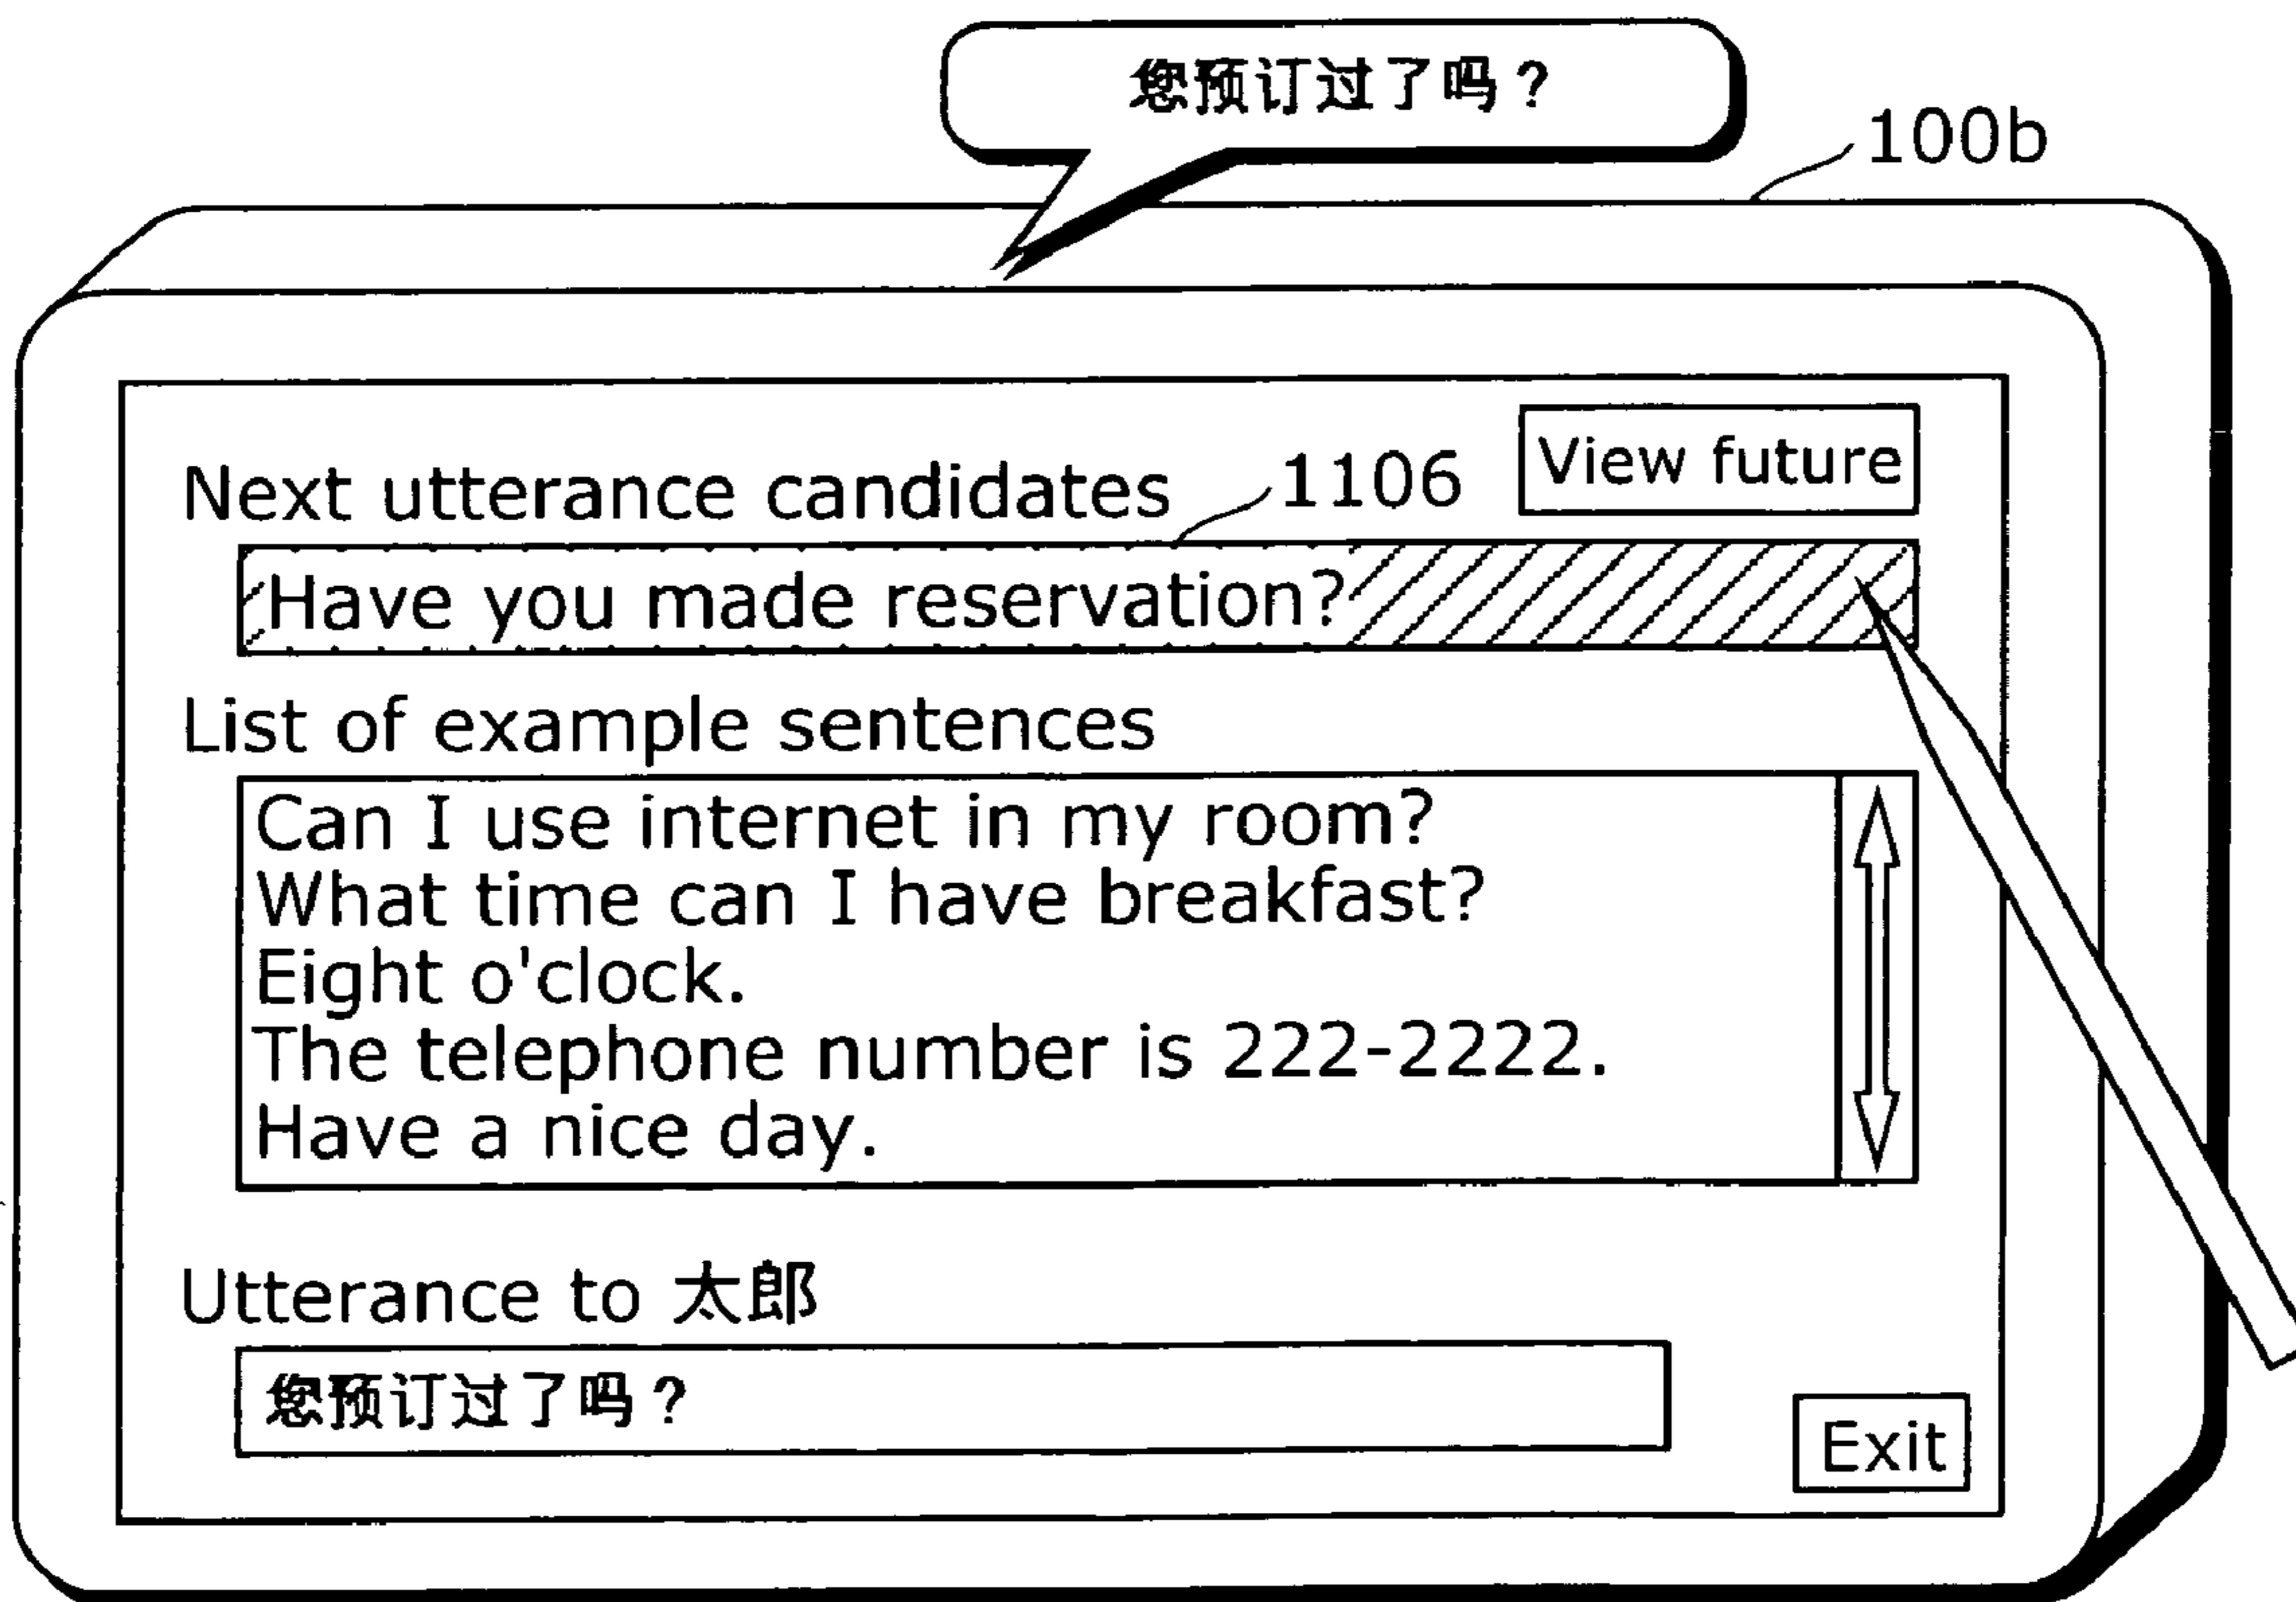 您预订过了吗？
100b
View future
Next utterance candidates
1106
Have you made reservation?
List of example sentences
Can I use internet in my room?
What time can I have breakfast?
Eight o'clock.
The telephone number is 222-2222.
Have a nice day.
Utterance to 太郎
您预订过了吗？
Exit